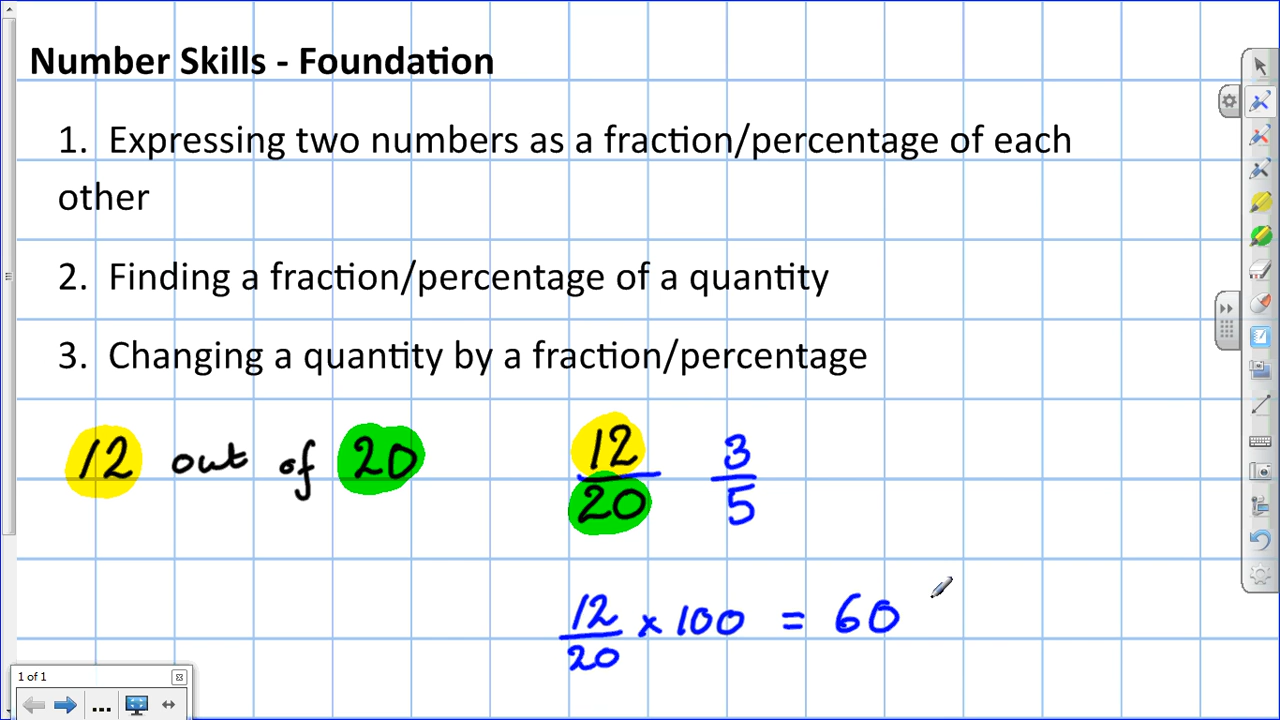 Number Skills - Foundation
1. Expressing two numbers as a fraction/percentage of each
other
2. Finding a fraction/percentage of a quantity
3. Changing a quantity by a fraction/percentage
12 out of 20
12
20
3
5
12
20
× 100 = 60
1 of 1
...